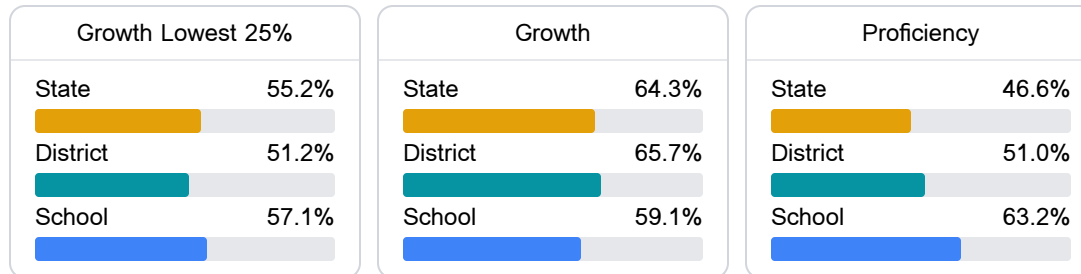 Growth Lowest 25%
State 55.2%
District 51.2%
School 57.1%
Growth
State 64.3%
District 65.7%
School 59.1%
Proficiency
State 46.6%
District 51.0%
School 63.2%